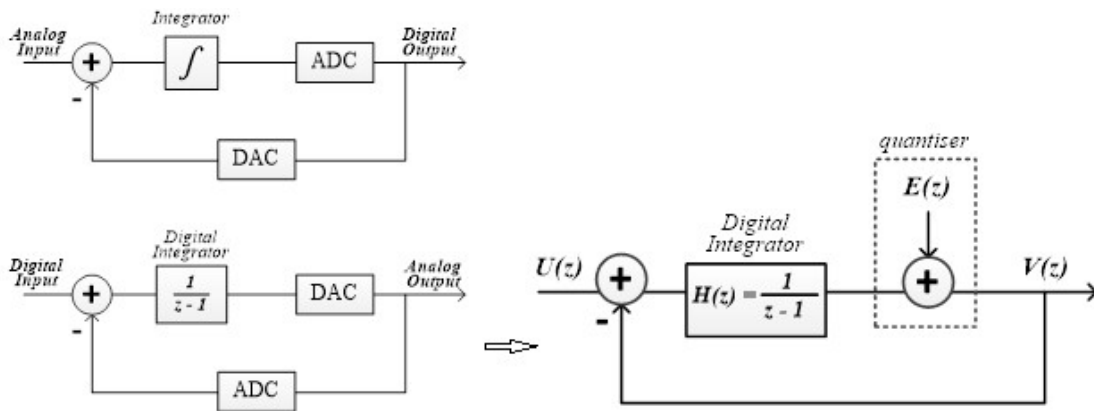 Integrator
Analog
Input
+
∫
ADC
Digital
Output
-
DAC
Digital
Integrator
Digital
Input
+
1
z - 1
DAC
Analog
Output
-
ADC
quantiser
E(z)
Digital
Integrator
U(z)
+
H(z) = 1
z - 1
+
V(z)
-